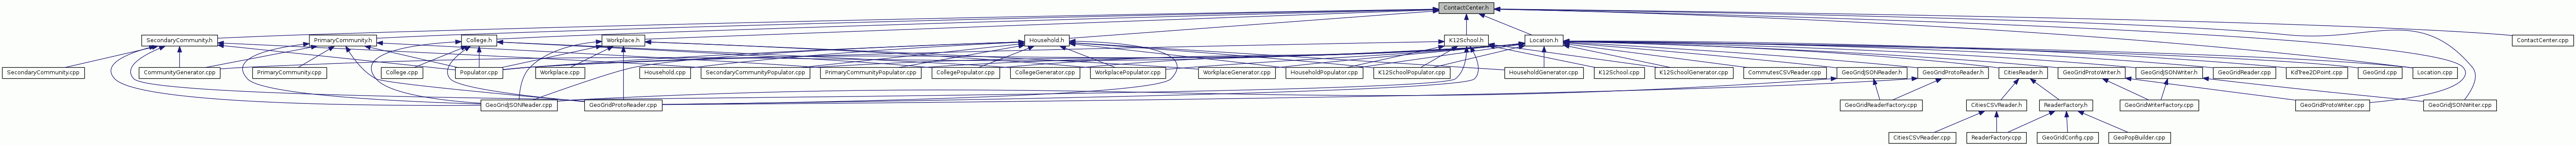 ContactCenter.h
SecondaryCommunity.h PrimaryCommunity.h College.h Workplace.h Household.h K12School.h Location.h ContactCenter.cpp
SecondaryCommunity.cpp CommunityGenerator.cpp PrimaryCommunity.cpp College.cpp Populator.cpp Workplace.cpp Household.cpp SecondaryCommunityPopulator.cpp PrimaryCommunityPopulator.cpp CollegePopulator.cpp CollegeGenerator.cpp WorkplacePopulator.cpp WorkplaceGenerator.cpp HouseholdPopulator.cpp K12SchoolPopulator.cpp HouseholdGenerator.cpp K12School.cpp K12SchoolGenerator.cpp CommutesCSVReader.cpp GeoGridJSONReader.h GeoGridProtoReader.h CitiesReader.h GeoGridProtoWriter.h GeoGridJSONWriter.h GeoGridReader.cpp KdTree2DPoint.cpp GeoGrid.cpp Location.cpp
GeoGridJSONReader.cpp GeoGridProtoReader.cpp GeoGridReaderFactory.cpp CitiesCSVReader.h ReaderFactory.h GeoGridWriterFactory.cpp GeoGridProtoWriter.cpp GeoGridJSONWriter.cpp
CitiesCSVReader.cpp ReaderFactory.cpp GeoGridConfig.cpp GeoPopBuilder.cpp